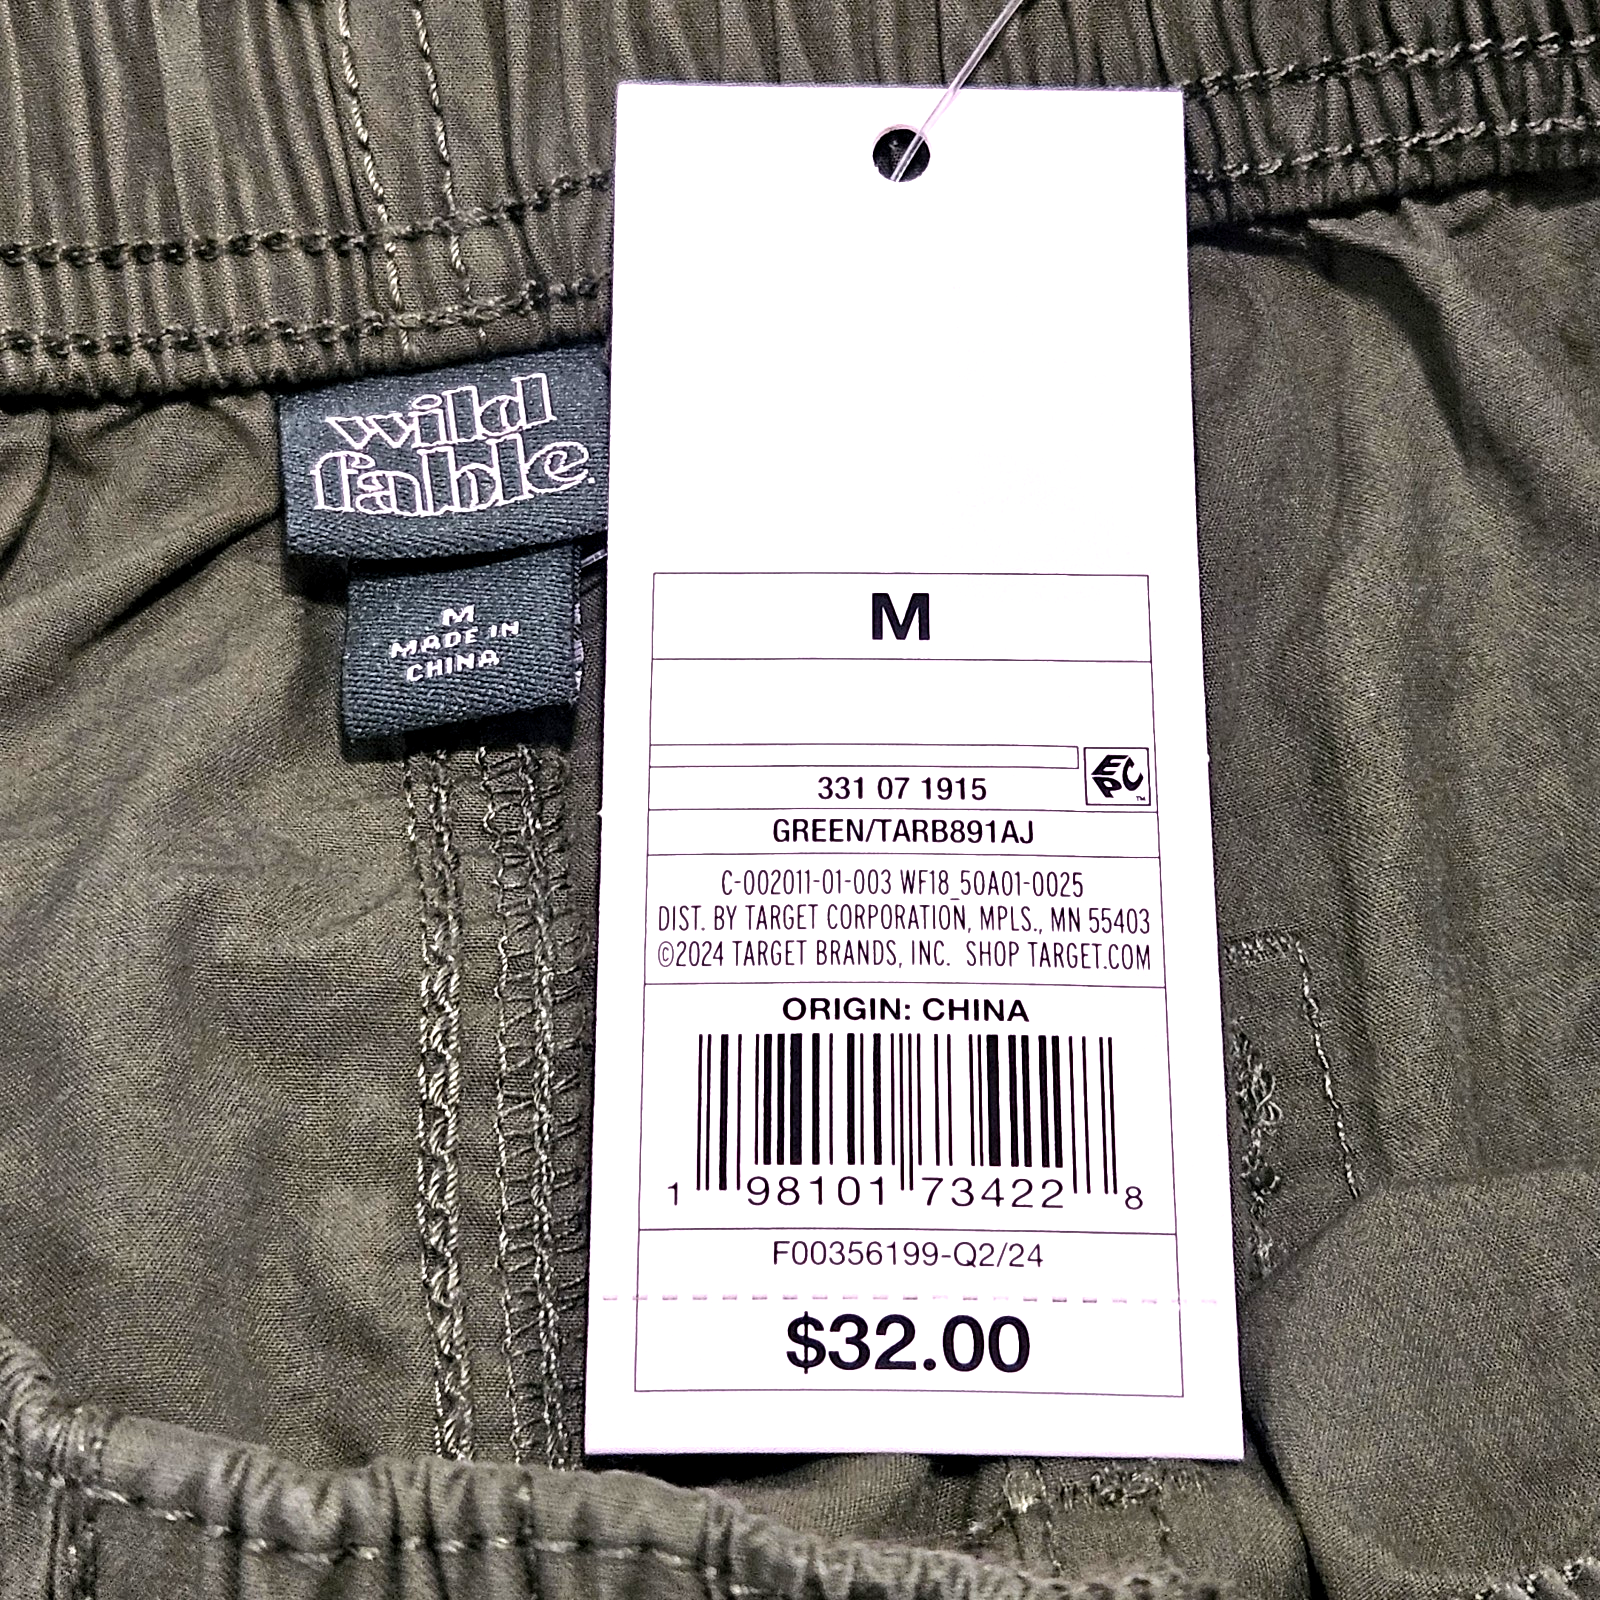 wild
fable.
M
MADE IN
CHINA
M
EPC™
331 07 1915
GREEN/TARB891AJ
C-002011-01-003 WF18_50A01-0025
DIST. BY TARGET CORPORATION, MPLS., MN 55403
©2024 TARGET BRANDS, INC. SHOP TARGET.COM
ORIGIN: CHINA
1 98101 73422 8
F00356199-Q2/24
$32.00